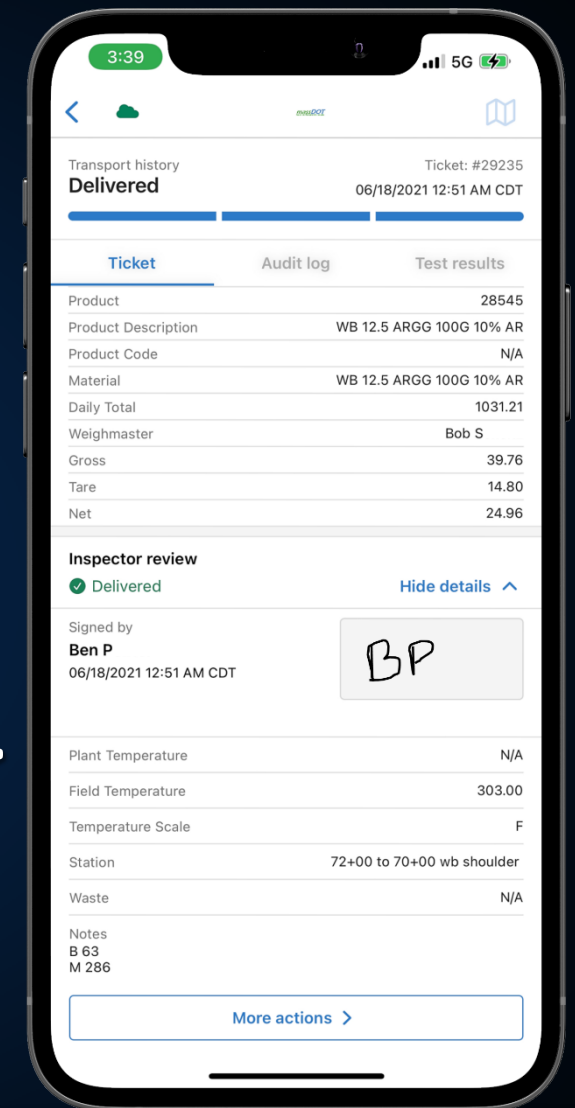 3:39
5G
massDOT
Transport history Ticket: #29235
Delivered 06/18/2021 12:51 AM CDT
Ticket Audit log Test results
Product 28545
Product Description WB 12.5 ARGG 100G 10% AR
Product Code N/A
Material WB 12.5 ARGG 100G 10% AR
Daily Total 1031.21
Weighmaster Bob S
Gross 39.76
Tare 14.80
Net 24.96
Inspector review
Delivered Hide details
Signed by
Ben P
06/18/2021 12:51 AM CDT
BP
Plant Temperature N/A
Field Temperature 303.00
Temperature Scale F
Station 72+00 to 70+00 wb shoulder
Waste N/A
Notes
B 63
M 286
More actions